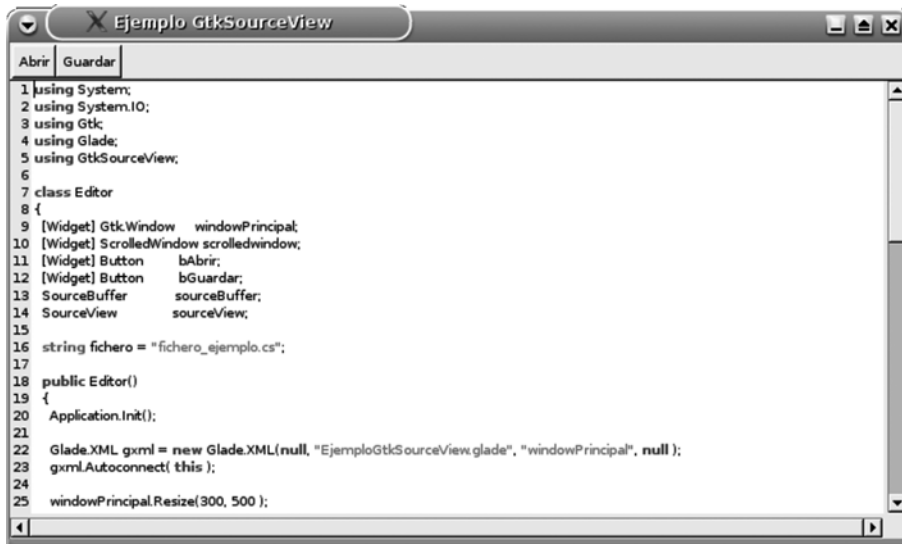 Ejemplo GtkSourceView
Abrir Guardar
1 using System;
2 using System.IO;
3 using Gtk;
4 using Glade;
5 using GtkSourceView;
6
7 class Editor
8 {
9 [Widget] Gtk.Window windowPrincipal;
10 [Widget] ScrolledWindow scrolledwindow;
11 [Widget] Button bAbrir;
12 [Widget] Button bGuardar;
13 SourceBuffer sourceBuffer;
14 SourceView sourceView;
15
16 string fichero = "fichero_ejemplo.cs";
17
18 public Editor()
19 {
20 Application.Init();
21
22 Glade.XML gxml = new Glade.XML(null, "EjemploGtkSourceView.glade", "windowPrincipal", null );
23 gxml.Autoconnect( this );
24
25 windowPrincipal.Resize(300, 500 );